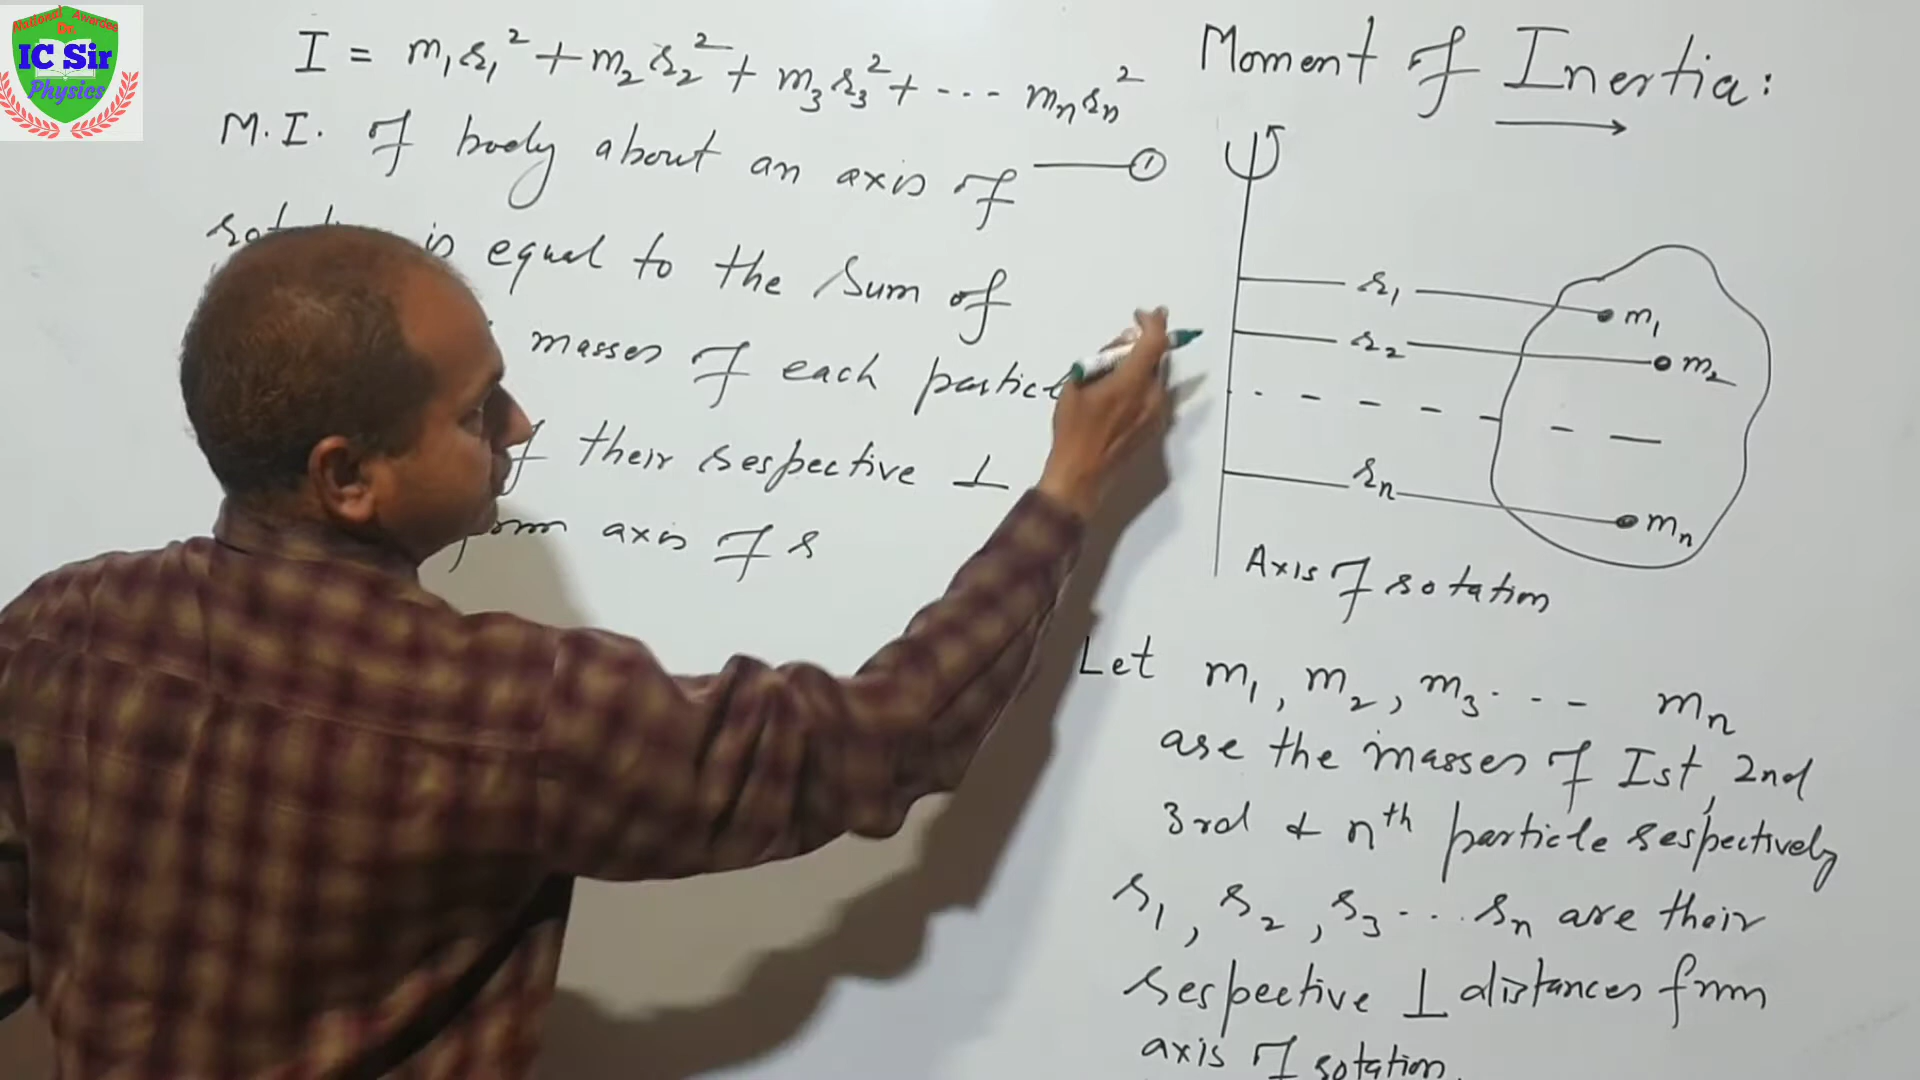 National Awardee
Dr.
IC Sir
Physics
I = m₁r₁² + m₂r₂² + m₃r₃² + --- mₙrₙ²
①
M.I. of body about an axis of
is equal to the Sum of
masses of each
of their respective ⊥
axis of r
Moment of Inertia:
r₁
m₁
r₂
m₂
rₙ
mₙ
Axis of rotation
Let m₁, m₂, m₃ --- mₙ
are the masses of Ist, 2nd
3rd & nth particle respectively
r₁, r₂, r₃ --- rₙ are their
respective ⊥ distances from
axis of rotation.